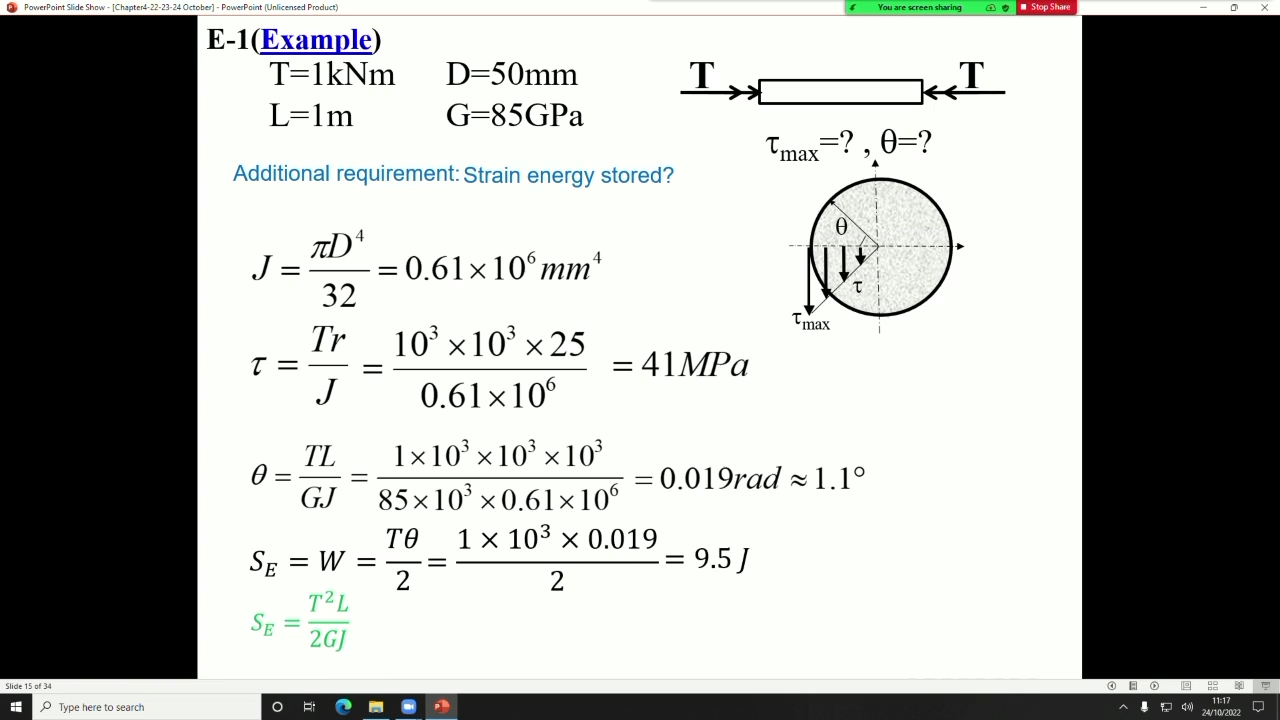 PowerPoint Slide Show - [Chapter4-22-23-24 October] - PowerPoint (Unlicensed Product)
You are screen sharing
Stop Share
E-1(Example)
T=1kNm D=50mm
L=1m G=85GPa
T T
τmax=? , θ=?
Additional requirement: Strain energy stored?
θ
τ
τmax
J = πD⁴/32 = 0.61×10⁶ mm⁴
τ = Tr/J = 10³ ×10³ ×25/0.61×10⁶ = 41MPa
θ = TL/GJ = 1×10³ ×10³ ×10³/85×10³ ×0.61×10⁶ = 0.019rad ≈ 1.1°
S_E = W = Tθ/2 = 1 × 10³ × 0.019/2 = 9.5 J
S_E = T²L/2GJ
Slide 15 of 34
Type here to search
11:17
24/10/2022